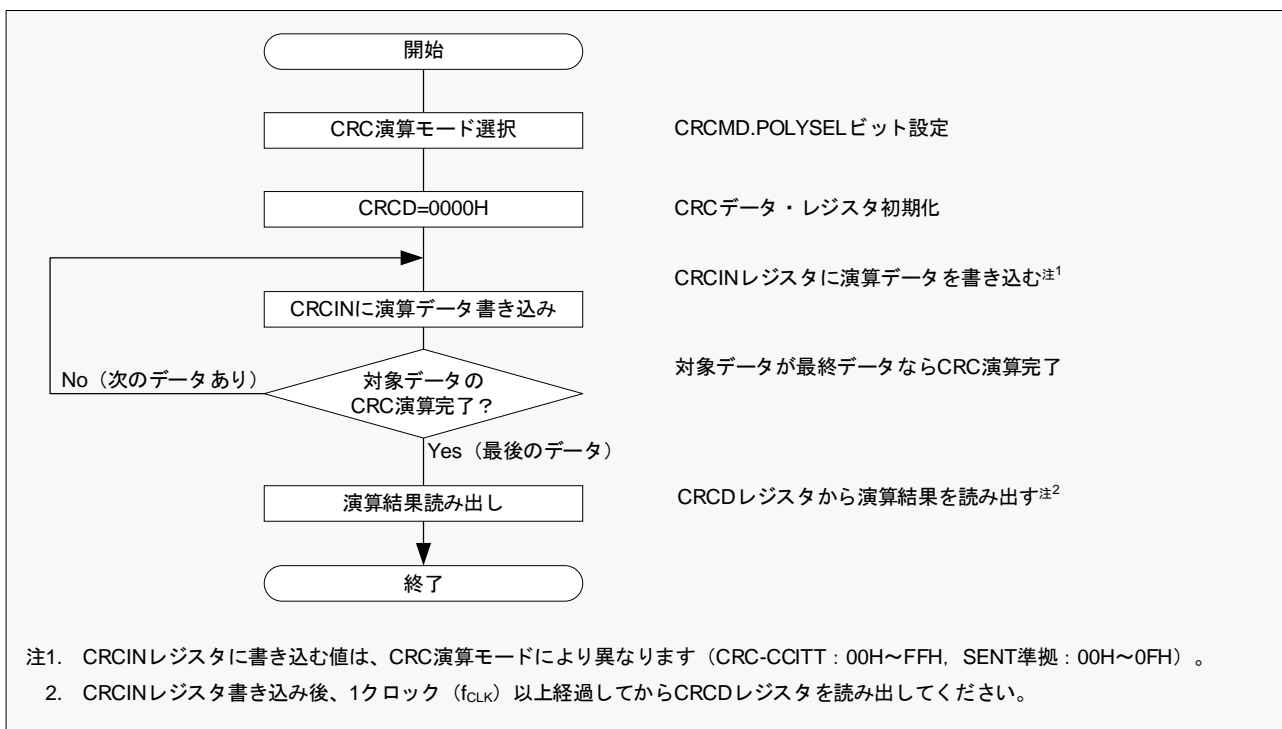 開始
CRC演算モード選択
CRCMD.POLYSELビット設定
CRCD=0000H
CRCデータ・レジスタ初期化
CRCINレジスタに演算データを書き込む注1
CRCINに演算データ書き込み
対象データが最終データならCRC演算完了
No（次のデータあり）
対象データの
CRC演算完了？
Yes（最後のデータ）
演算結果読み出し
CRCDレジスタから演算結果を読み出す注2
終了
注1. CRCINレジスタに書き込む値は、CRC演算モードにより異なります（CRC-CCITT：00H～FFH，SENT準拠：00H～0FH）。
2. CRCINレジスタ書き込み後、1クロック（fCLK）以上経過してからCRCDレジスタを読み出してください。